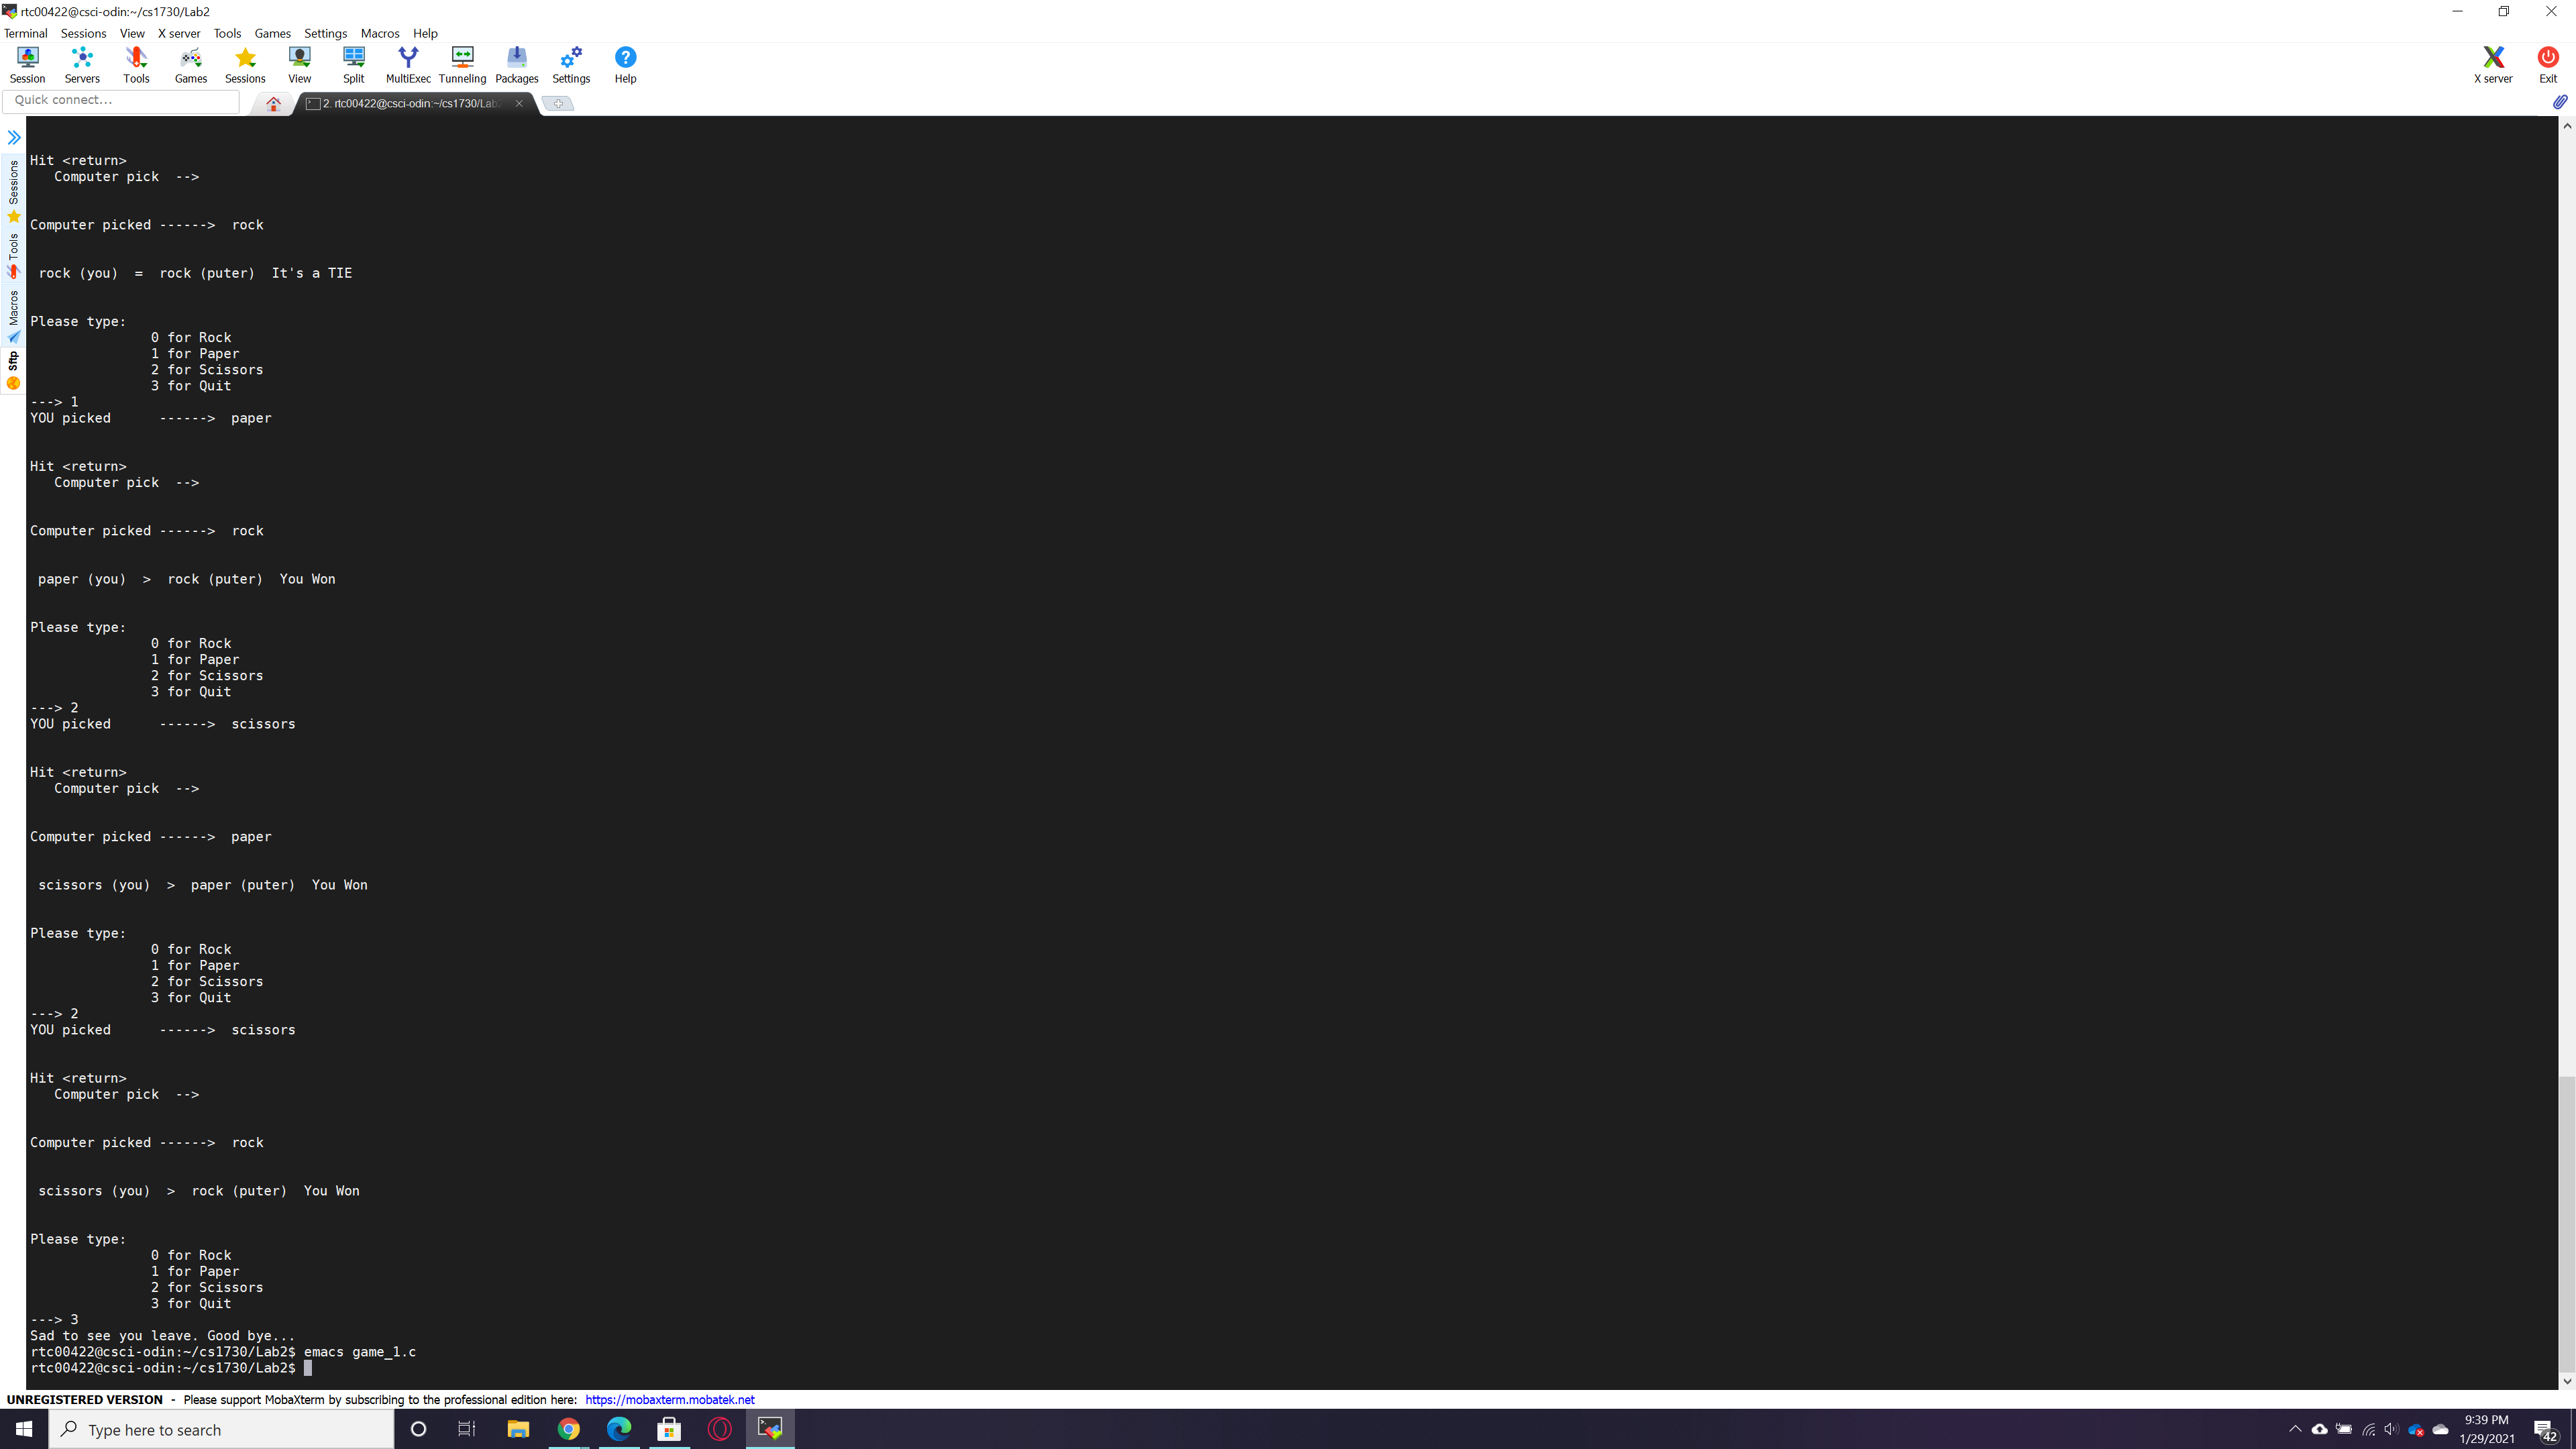 rtc00422@csci-odin:~/cs1730/Lab2
Terminal Sessions View X server Tools Games Settings Macros Help
Session Servers Tools Games Sessions View Split MultiExec Tunneling Packages Settings Help X server Exit
Quick connect...
2. rtc00422@csci-odin:~/cs1730/Lab
Sessions
Tools
Macros
Sftp
Hit <return>
   Computer pick  -->
Computer picked ------>  rock
 rock (you)  =  rock (puter)  It's a TIE
Please type:
               0 for Rock
               1 for Paper
               2 for Scissors
               3 for Quit
---> 1
YOU picked      ------>  paper
Hit <return>
   Computer pick  -->
Computer picked ------>  rock
 paper (you)  >  rock (puter)  You Won
Please type:
               0 for Rock
               1 for Paper
               2 for Scissors
               3 for Quit
---> 2
YOU picked      ------>  scissors
Hit <return>
   Computer pick  -->
Computer picked ------>  paper
 scissors (you)  >  paper (puter)  You Won
Please type:
               0 for Rock
               1 for Paper
               2 for Scissors
               3 for Quit
---> 2
YOU picked      ------>  scissors
Hit <return>
   Computer pick  -->
Computer picked ------>  rock
 scissors (you)  >  rock (puter)  You Won
Please type:
               0 for Rock
               1 for Paper
               2 for Scissors
               3 for Quit
---> 3
Sad to see you leave. Good bye...
rtc00422@csci-odin:~/cs1730/Lab2$ emacs game_1.c
rtc00422@csci-odin:~/cs1730/Lab2$
UNREGISTERED VERSION - Please support MobaXterm by subscribing to the professional edition here: https://mobaxterm.mobatek.net
Type here to search
9:39 PM
1/29/2021
42